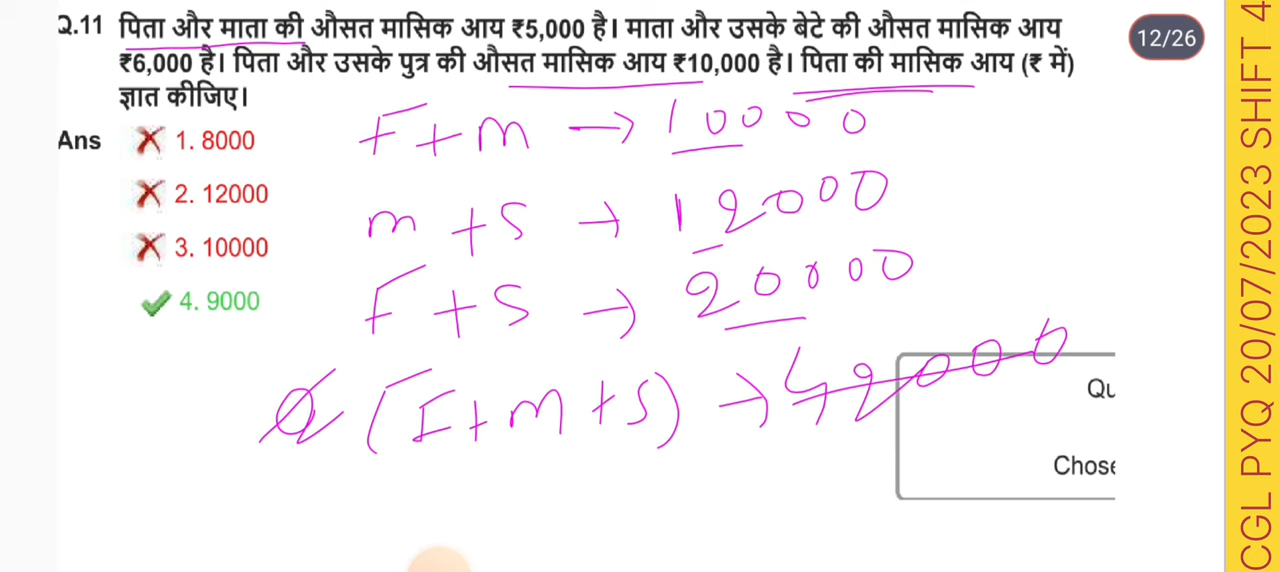 Q.11 पिता और माता की औसत मासिक आय ₹5,000 है। माता और उसके बेटे की औसत मासिक आय
₹6,000 है। पिता और उसके पुत्र की औसत मासिक आय ₹10,000 है। पिता की मासिक आय (₹ में)
ज्ञात कीजिए।
12/26
Ans
1. 8000
2. 12000
3. 10000
4. 9000
F + m → 10000
m + S → 12000
F + S → 20000
2 (F + m + S) → 42000
Qu
Chose
CGL PYQ 20/07/2023 SHIFT 4